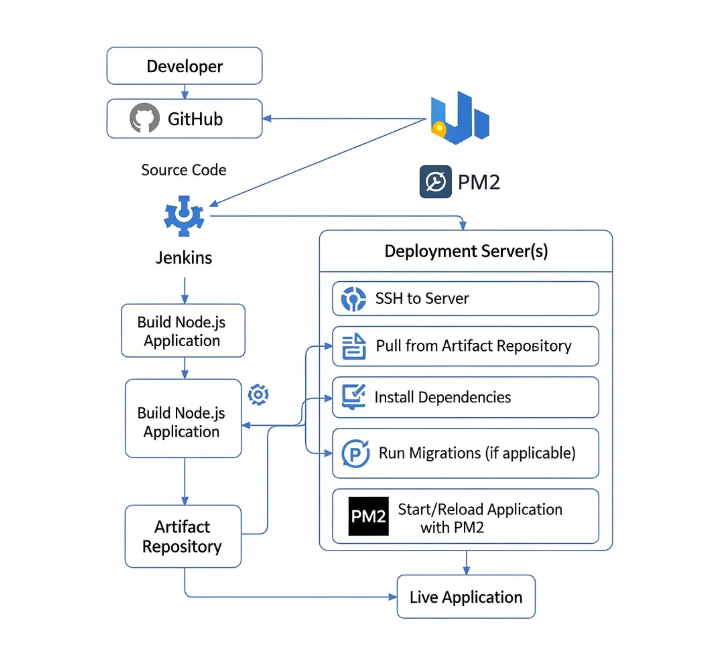 Developer
GitHub
Source Code
PM2
Jenkins
Deployment Server(s)
SSH to Server
Build Node.js
Application
Pull from Artifact Repository
Install Dependencies
Build Node.js
Application
P
Run Migrations (if applicable)
PM2
Start/Reload Application
with PM2
Artifact
Repository
Live Application